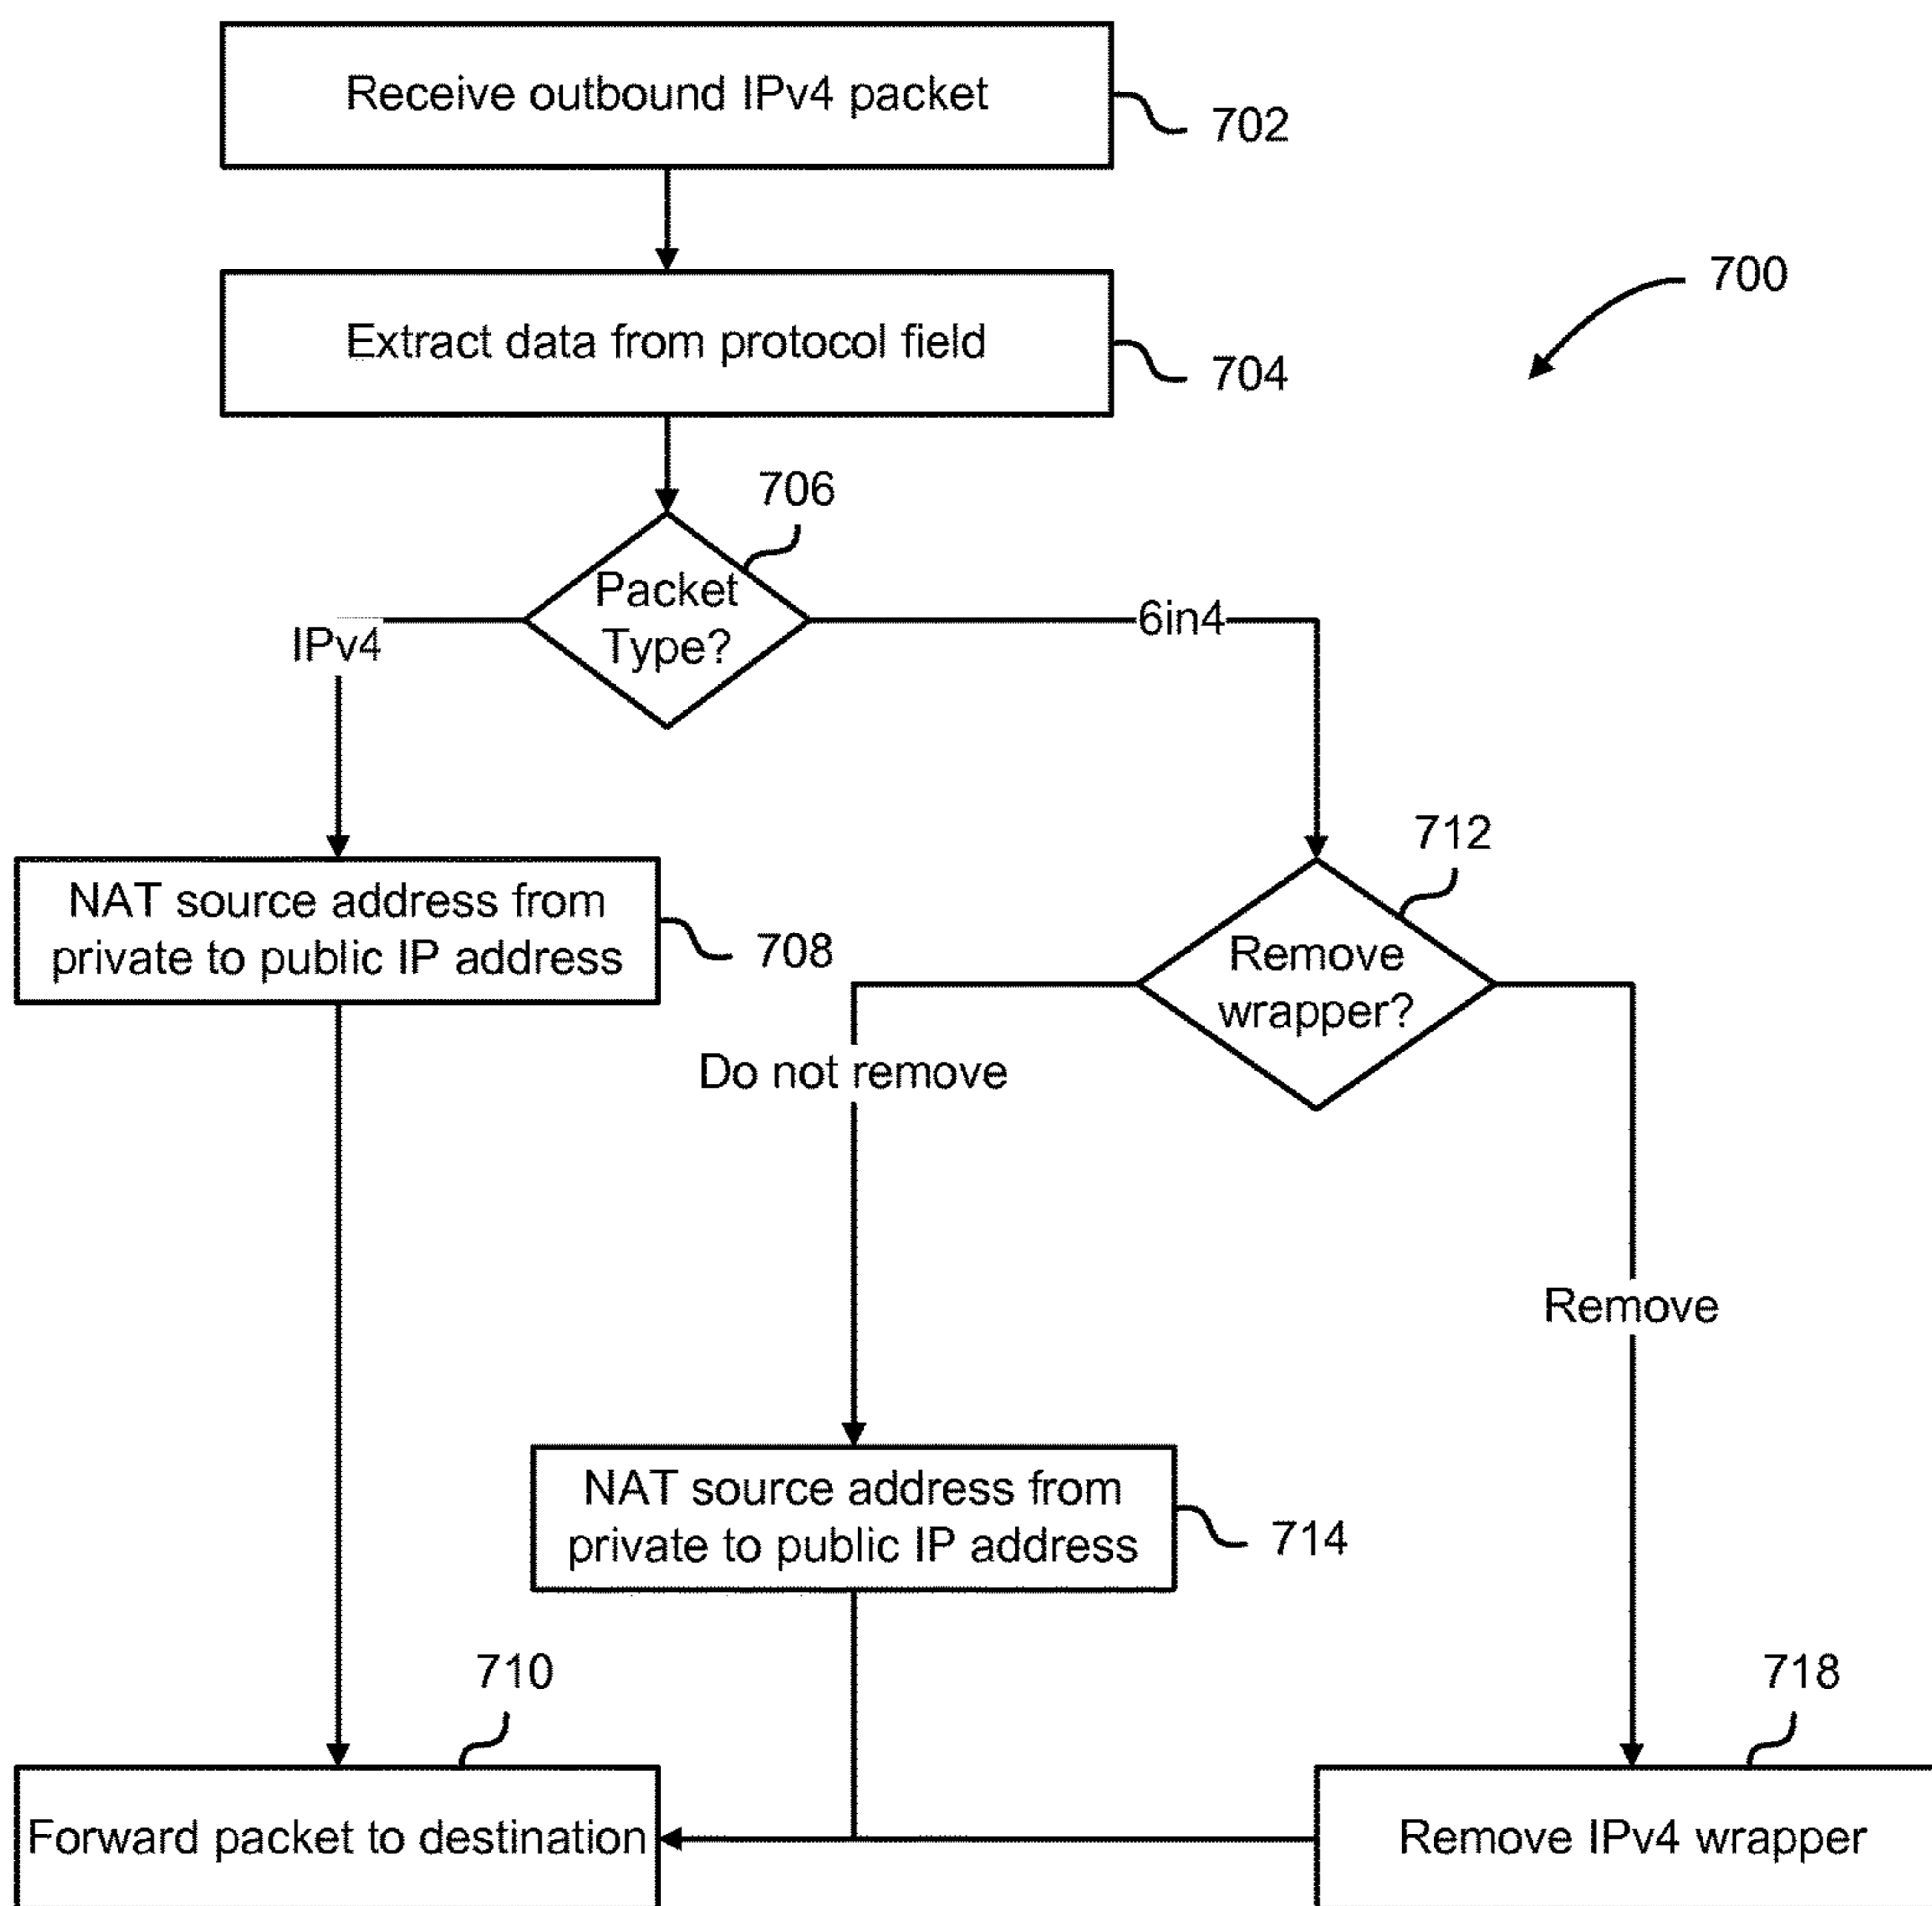 Receive outbound IPv4 packet
702
Extract data from protocol field
704
700
706
Packet
Type?
IPv4
6in4
712
NAT source address from
private to public IP address
708
Remove
wrapper?
Do not remove
Remove
NAT source address from
private to public IP address
714
710
718
Forward packet to destination
Remove IPv4 wrapper